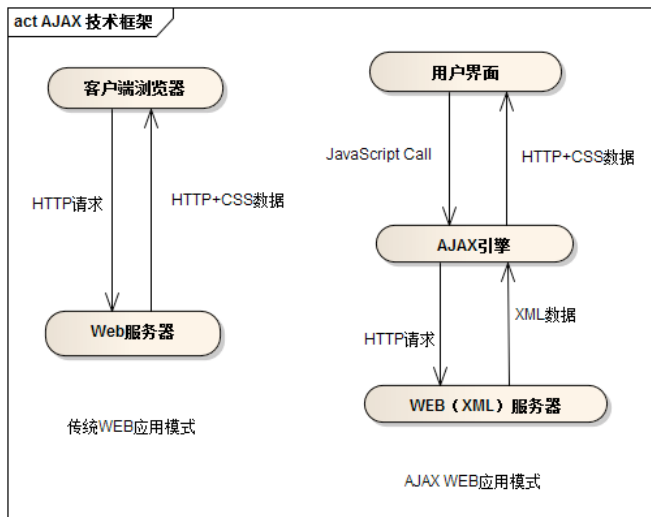 act AJAX 技术框架
客户端浏览器
HTTP请求
HTTP+CSS数据
Web服务器
传统WEB应用模式
用户界面
JavaScript Call
HTTP+CSS数据
AJAX引擎
HTTP请求
XML数据
WEB（XML）服务器
AJAX WEB应用模式